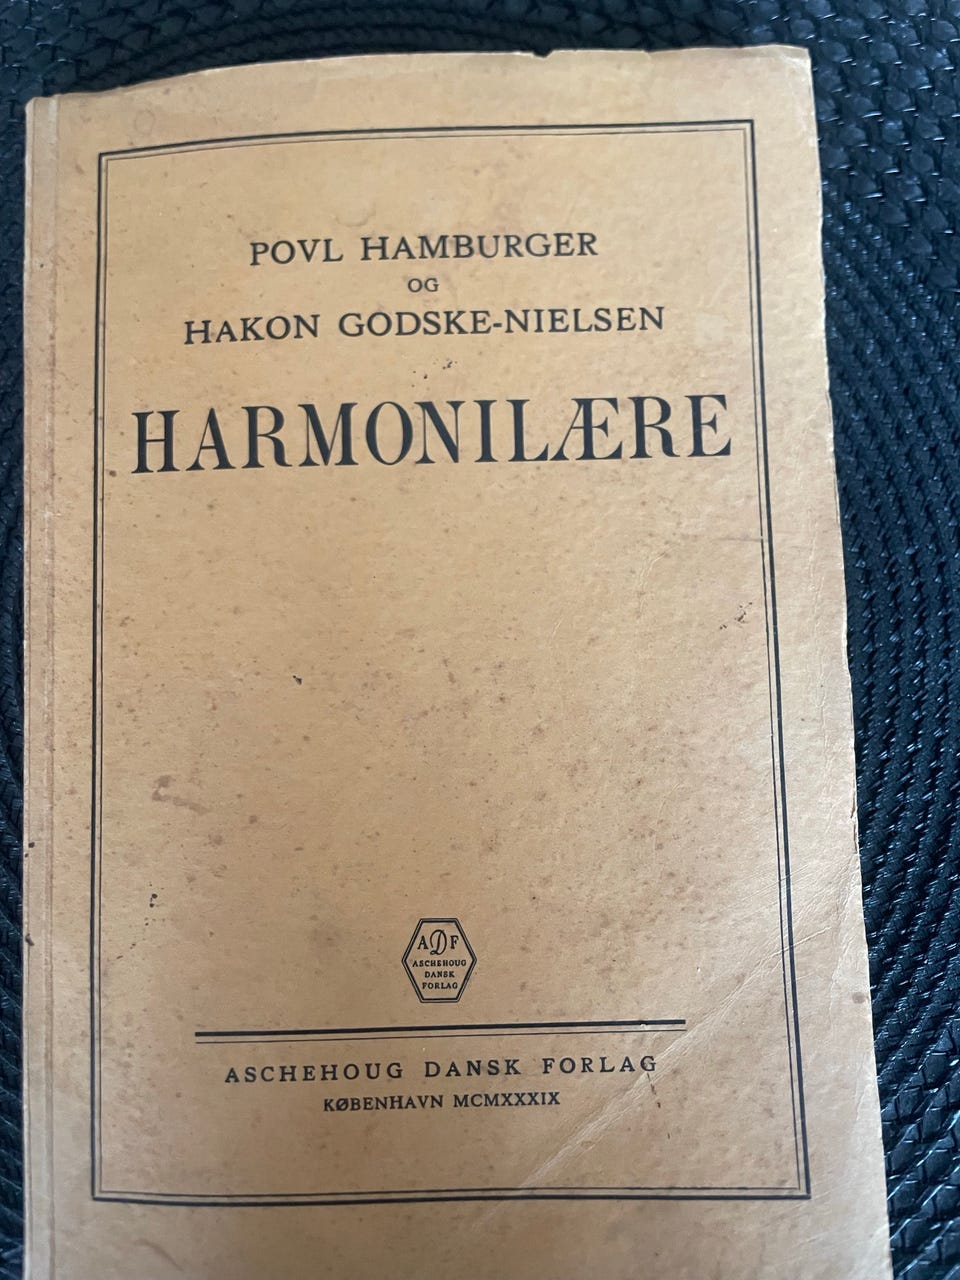 POVL HAMBURGER
OG
HAKON GODSKE-NIELSEN
HARMONILÆRE
ADF
ASCHEHOUG
DANSK
FORLAG
ASCHEHOUG DANSK FORLAG
KØBENHAVN MCMXXXIX